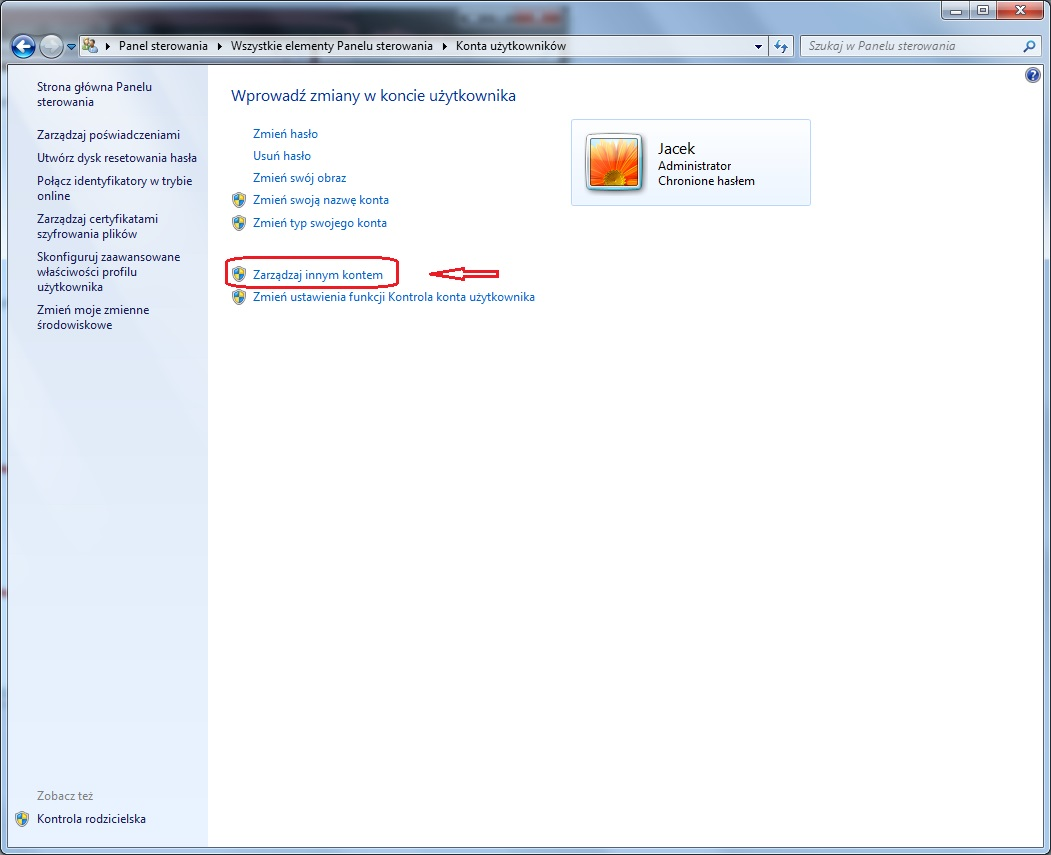 Panel sterowania
Wszystkie elementy Panelu sterowania
Konta użytkowników
Szukaj w Panelu sterowania
Strona główna Panelu
sterowania
Zarządzaj poświadczeniami
Utwórz dysk resetowania hasła
Połącz identyfikatory w trybie
online
Zarządzaj certyfikatami
szyfrowania plików
Skonfiguruj zaawansowane
właściwości profilu
użytkownika
Zmień moje zmienne
środowiskowe
Zobacz też
Kontrola rodzicielska
Wprowadź zmiany w koncie użytkownika
Zmień hasło
Usuń hasło
Zmień swój obraz
Zmień swoją nazwę konta
Zmień typ swojego konta
Zarządzaj innym kontem
Zmień ustawienia funkcji Kontrola konta użytkownika
Jacek
Administrator
Chronione hasłem